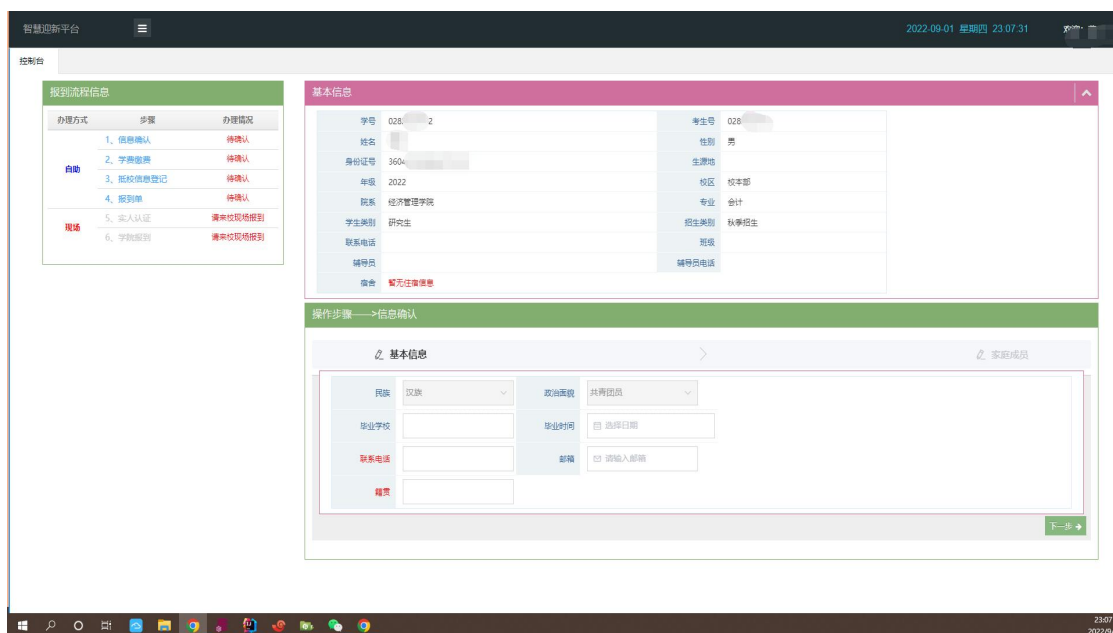 智慧迎新平台
2022-09-01 星期四 23:07:31
控制台
报到流程信息
办理方式 步骤 办理情况
自助
1、信息确认 待确认
2、学费缴费 待确认
3、抵校信息登记 待确认
4、报到单 待确认
现场
5、实人认证 请来校现场报到
6、学院报到 请来校现场报到
基本信息
学号 028 2 考生号 028
姓名 性别 男
身份证号 3604 生源地
年级 2022 校区 校本部
院系 经济管理学院 专业 会计
学生类别 研究生 招生类别 秋季招生
联系电话 班级
辅导员 辅导员电话
宿舍 暂无住宿信息
操作步骤——>信息确认
基本信息 家庭成员
民族 汉族 政治面貌 共青团员
毕业学校 毕业时间 选择日期
联系电话 邮箱 请输入邮箱
籍贯
下一步
23:07